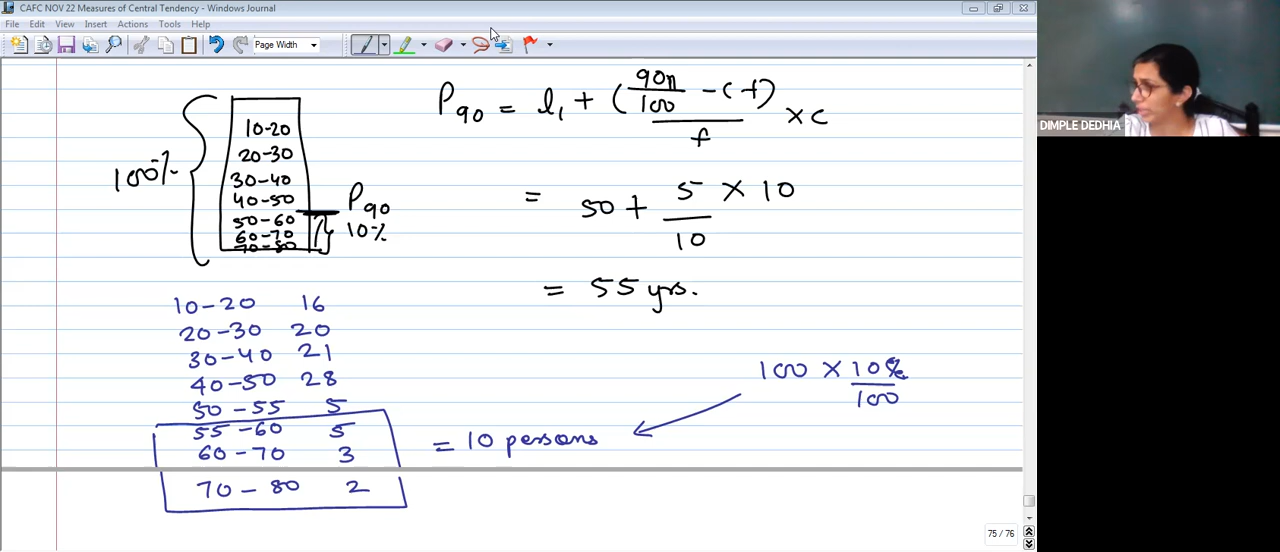 CAFC NOV 22 Measures of Central Tendency - Windows Journal
File Edit View Insert Actions Tools Help
Page Width
DIMPLE DEDHIA
100%
10-20
20-30
30-40
40-50
50-60
60-70
70-80
P90
10%
P90 = l1 + (90n/100 - cf)/f × c
= 50 + 5/10 × 10
= 55 yrs.
10-20 16
20-30 20
30-40 21
40-50 28
50-55 5
55-60 5
60-70 3
70-80 2
= 10 persons
100 × 10%/100
75 / 76